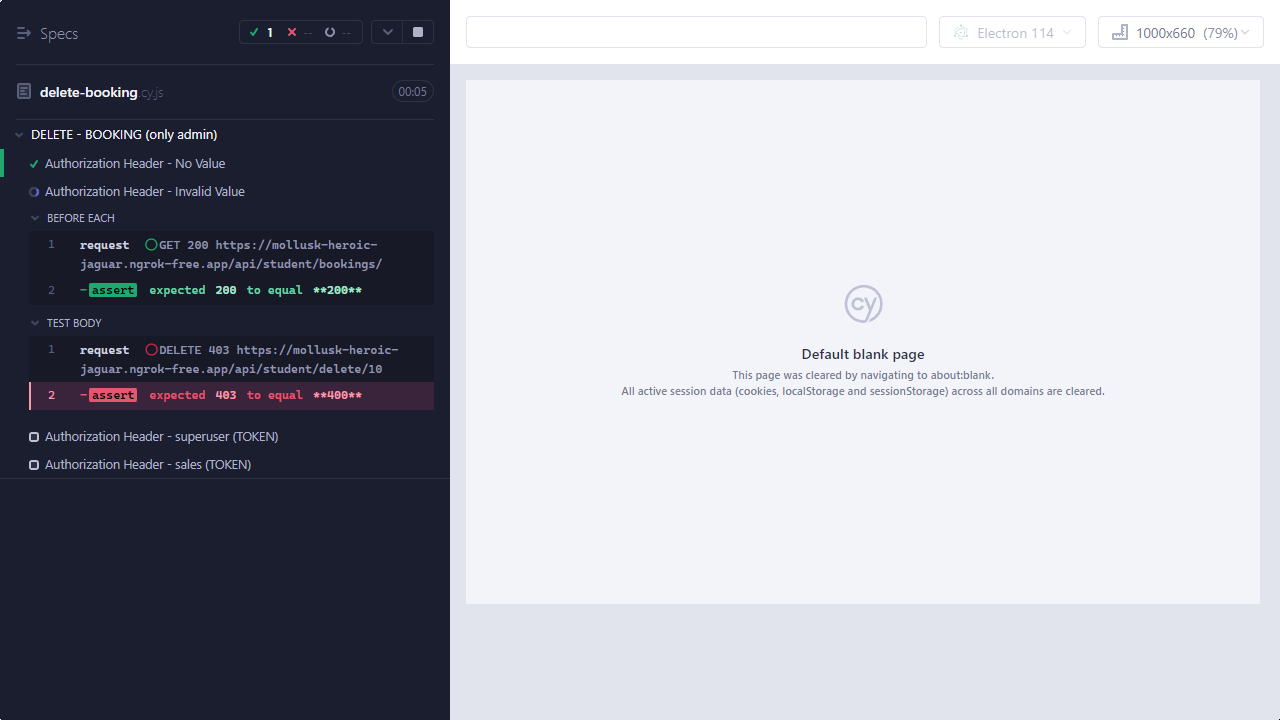 Specs
1
--
--
delete-booking.cy.js
00:05
DELETE - BOOKING (only admin)
Authorization Header - No Value
Authorization Header - Invalid Value
BEFORE EACH
1 request GET 200 https://mollusk-heroic-
jaguar.ngrok-free.app/api/student/bookings/
2 -assert expected 200 to equal **200**
TEST BODY
1 request DELETE 403 https://mollusk-heroic-
jaguar.ngrok-free.app/api/student/delete/10
2 -assert expected 403 to equal **400**
Authorization Header - superuser (TOKEN)
Authorization Header - sales (TOKEN)
Electron 114
1000x660 (79%)
cy
Default blank page
This page was cleared by navigating to about:blank.
All active session data (cookies, localStorage and sessionStorage) across all domains are cleared.